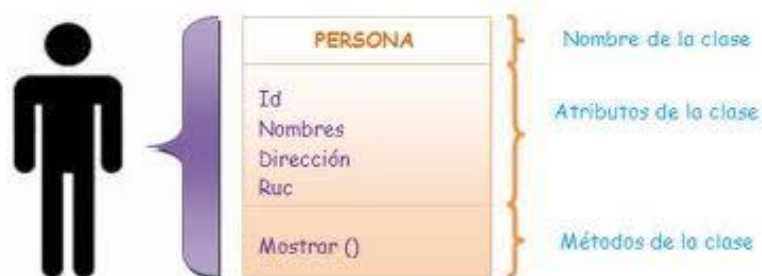 PERSONA
Nombre de la clase
Id
Nombres
Dirección
Ruc
Atributos de la clase
Mostrar ()
Métodos de la clase